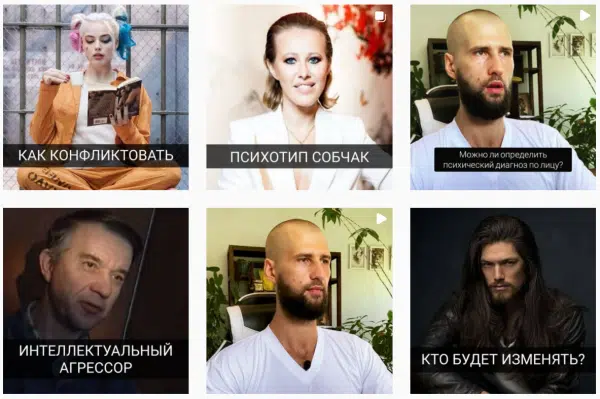 КАК КОНФЛИКТОВАТЬ
ПСИХОТИП СОБЧАК
Можно ли определить
психический диагноз по лицу?
ИНТЕЛЛЕКТУАЛЬНЫЙ
АГРЕССОР
КТО БУДЕТ ИЗМЕНЯТЬ?